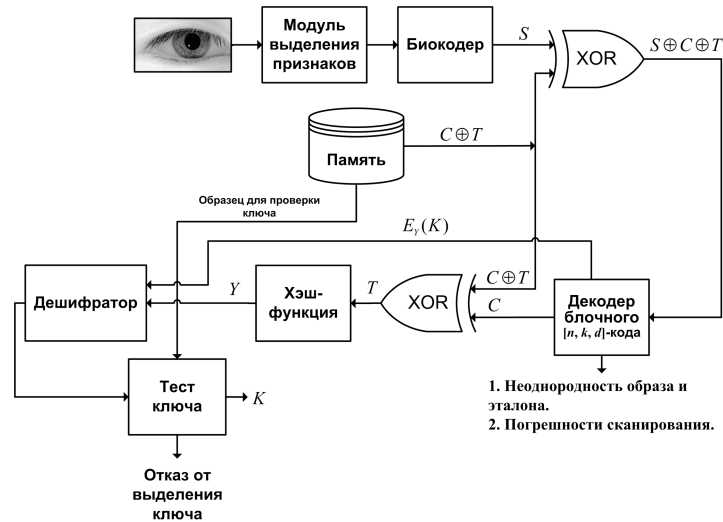 Модуль
выделения
признаков
Биокодер
S
XOR
S⊕C⊕T
Память
C⊕T
Образец для проверки
ключа
E_Y(K)
Дешифратор
Y
Хэш-
функция
T
XOR
C⊕T
C
Декодер
блочного
[n, k, d]-кода
Тест
ключа
K
1. Неоднородность образа и
эталона.
2. Погрешности сканирования.
Отказ от
выделения
ключа